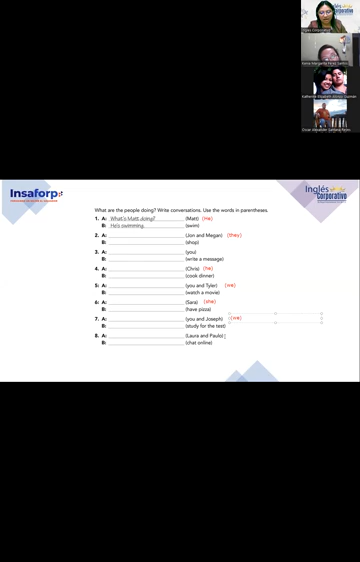 Inglés Corporativo
Insaforp
Inglés
Corporativo
What are the people doing? Write conversations. Use the words in parentheses.
1. A: What's Matt doing? (Matt) (He)
B: He's swimming. (swim)
2. A: (Jon and Megan) (they)
B: (shop)
3. A: (you)
B: (write a message)
4. A: (Chris) (he)
B: (cook dinner)
5. A: (you and Tyler) (we)
B: (watch a movie)
6. A: (Sara) (she)
B: (have pizza)
7. A: (you and Joseph) (we)
B: (study for the test)
8. A: (Laura and Paulo)
B: (chat online)